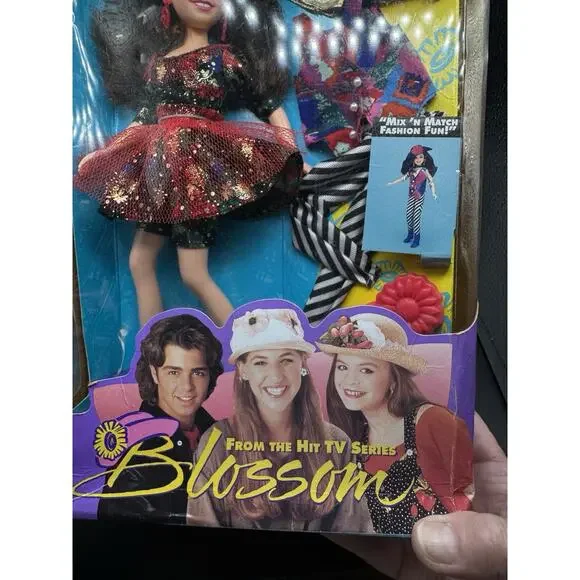 "MIX 'N MATCH
FASHION FUN!"
FROM THE HIT TV SERIES
Blossom